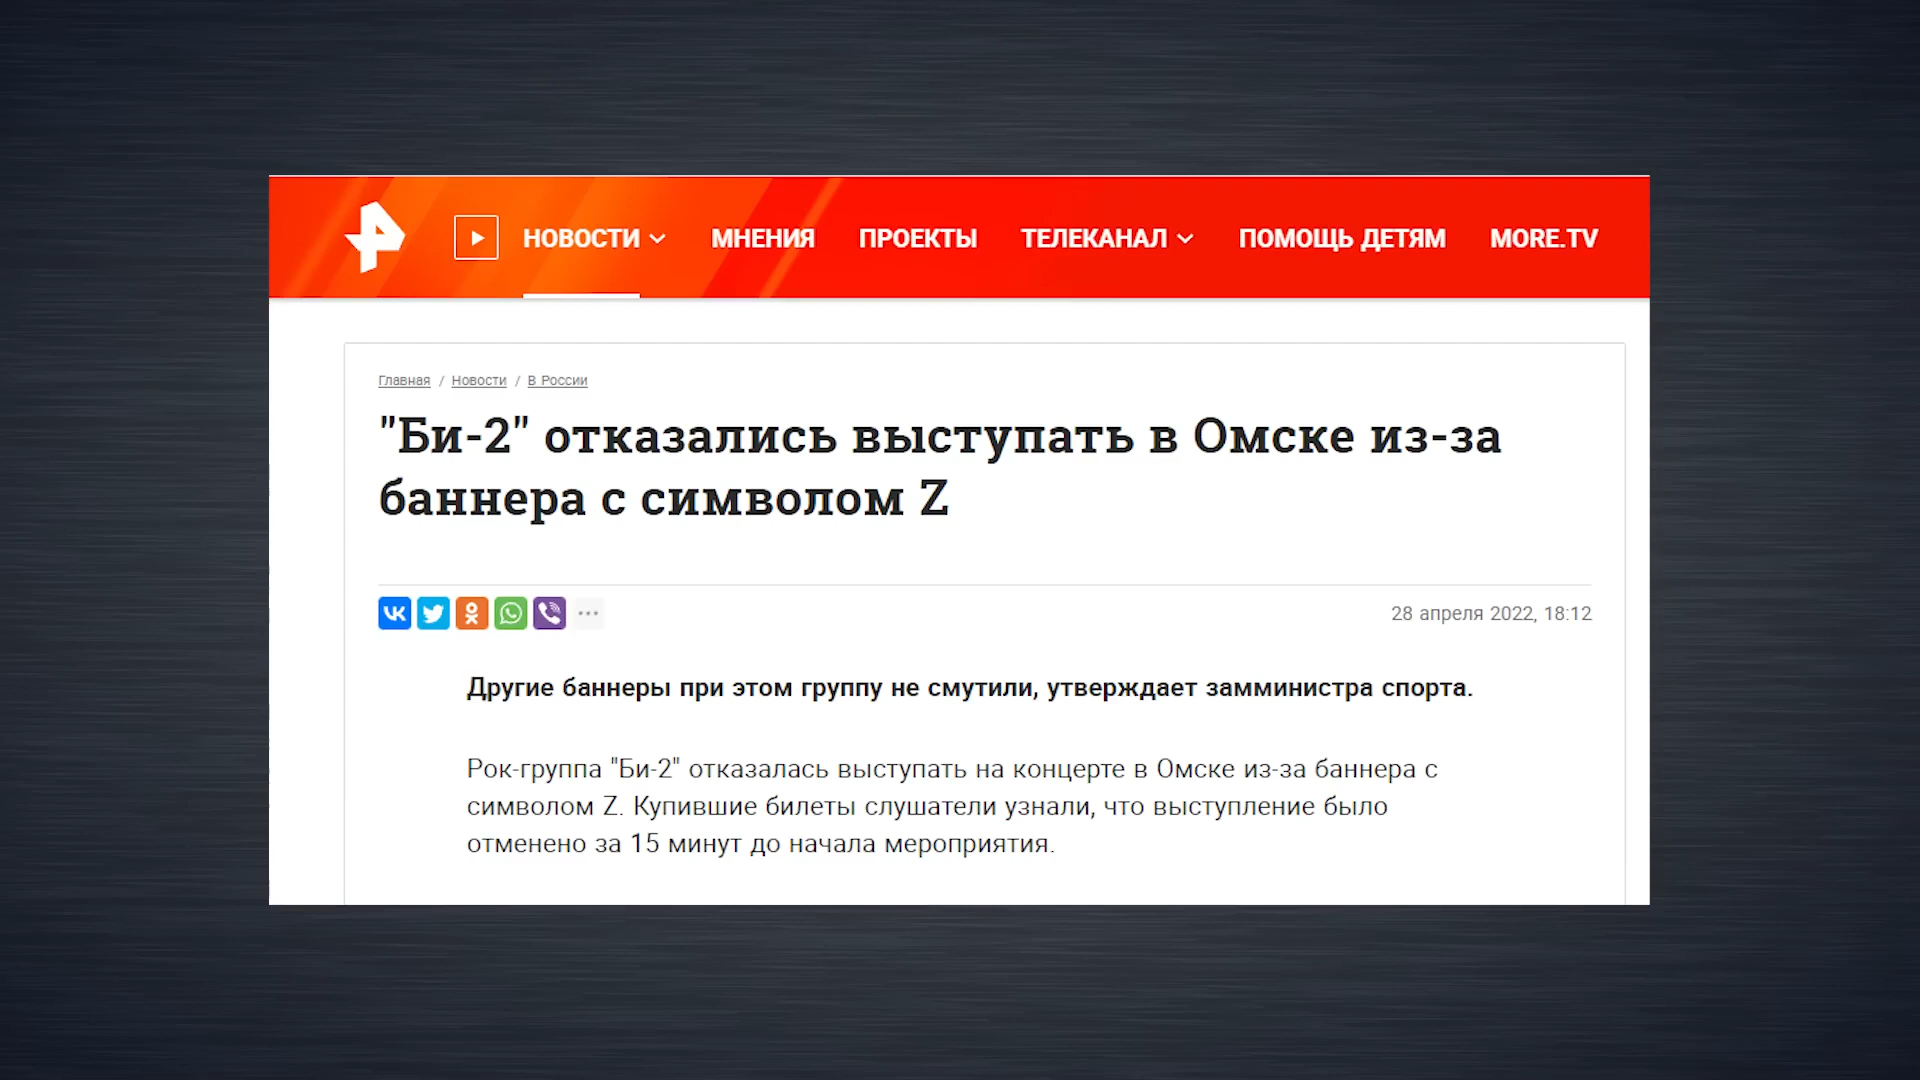 НОВОСТИ МНЕНИЯ ПРОЕКТЫ ТЕЛЕКАНАЛ ПОМОЩЬ ДЕТЯМ MORE.TV
Главная / Новости / В России
"Би-2" отказались выступать в Омске из-за
баннера с символом Z
28 апреля 2022, 18:12
Другие баннеры при этом группу не смутили, утверждает замминистра спорта.
Рок-группа "Би-2" отказалась выступать на концерте в Омске из-за баннера с
символом Z. Купившие билеты слушатели узнали, что выступление было
отменено за 15 минут до начала мероприятия.